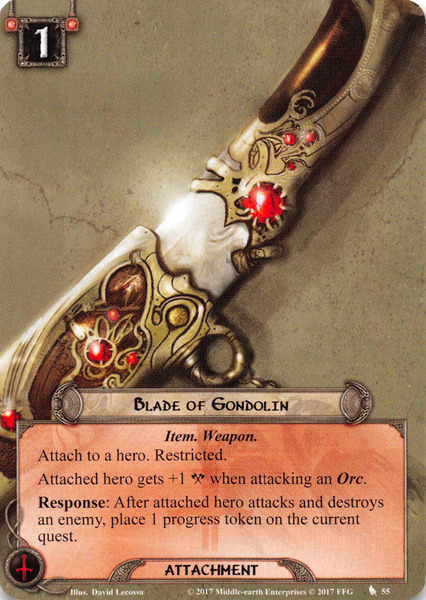 1
Blade of Gondolin
Item. Weapon.
Attach to a hero. Restricted.
Attached hero gets +1 when attacking an Orc.
Response: After attached hero attacks and destroys
an enemy, place 1 progress token on the current
quest.
ATTACHMENT
Illus. David Lecossu © 2017 Middle-earth Enterprises © 2017 FFG 55